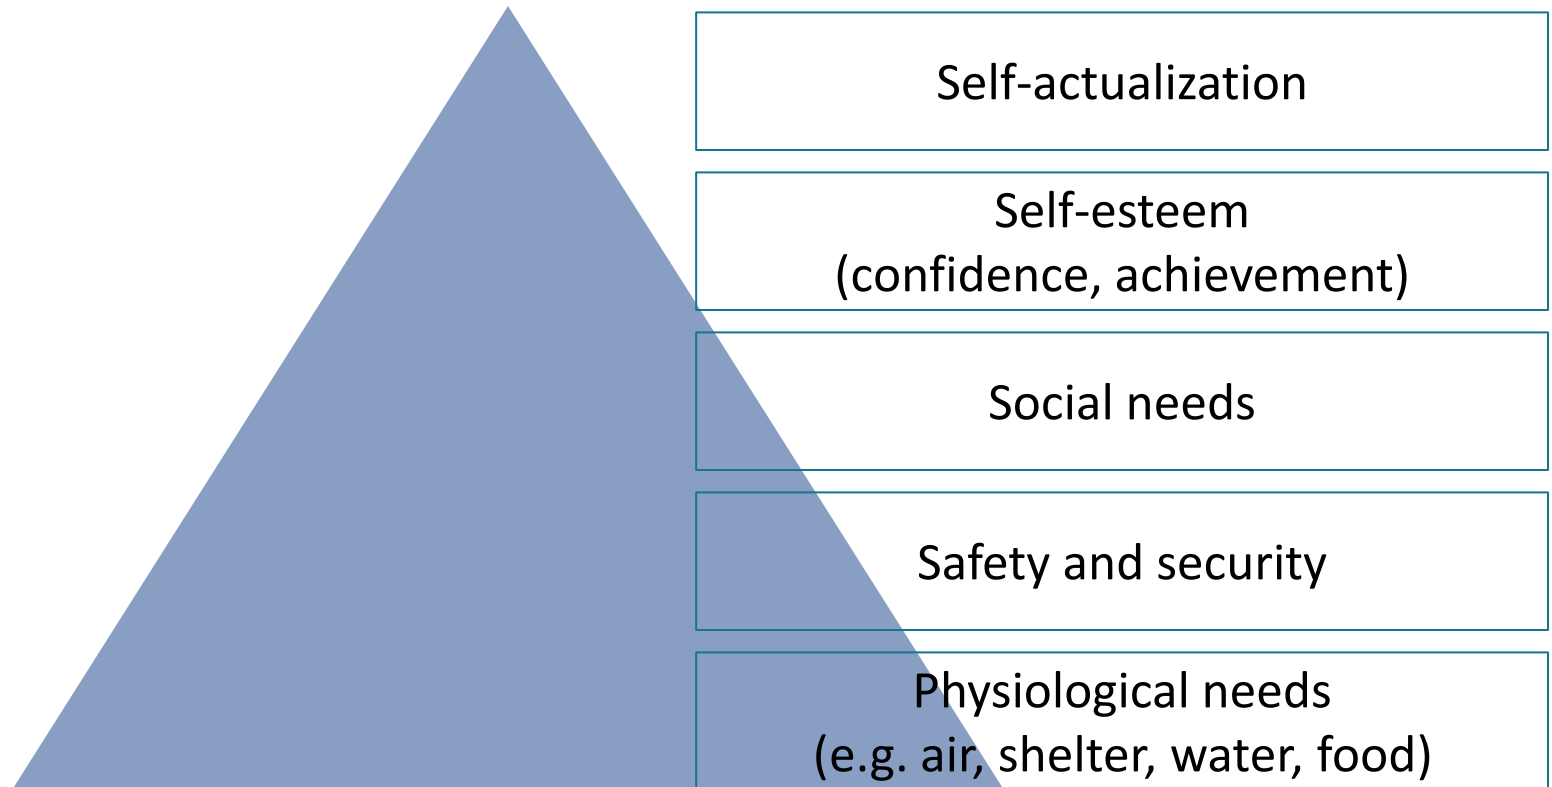 Self-actualization
Self-esteem
(confidence, achievement)
Social needs
Safety and security
Physiological needs
(e.g. air, shelter, water, food)